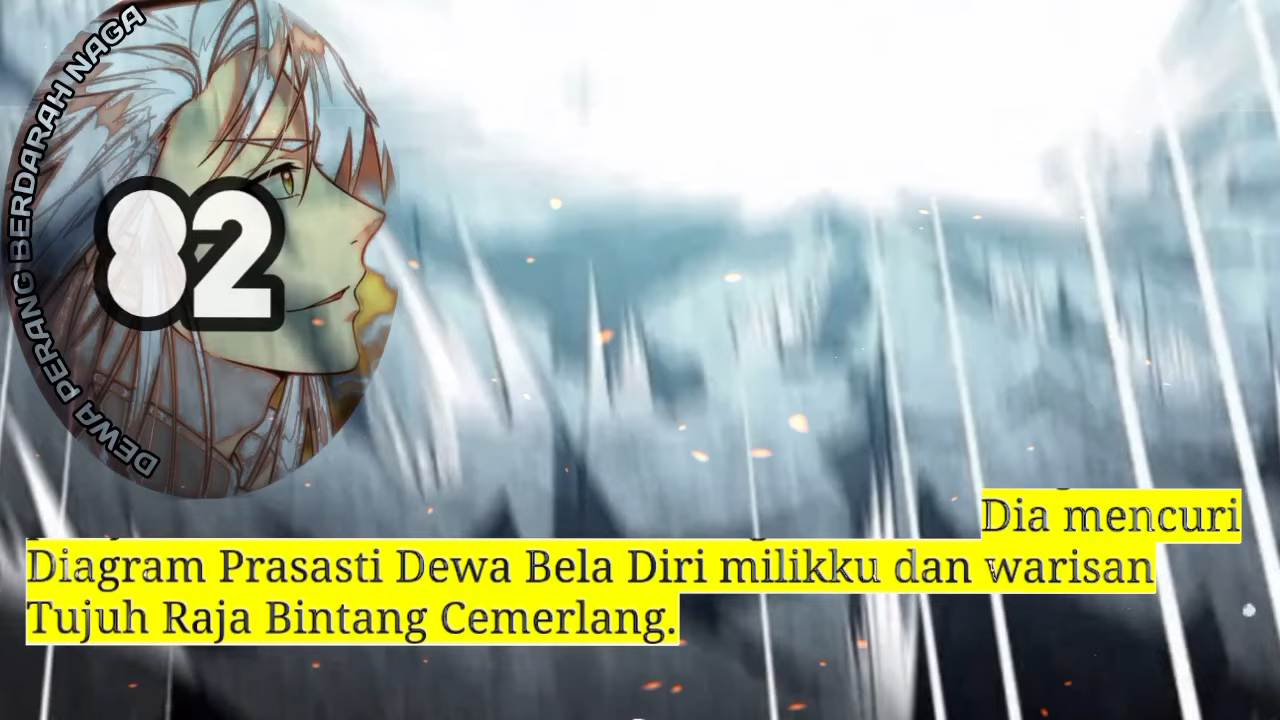 DEWA PERANG BERDARAH NAGA
82
Dia mencuri
Diagram Prasasti Dewa Bela Diri milikku dan warisan
Tujuh Raja Bintang Cemerlang.